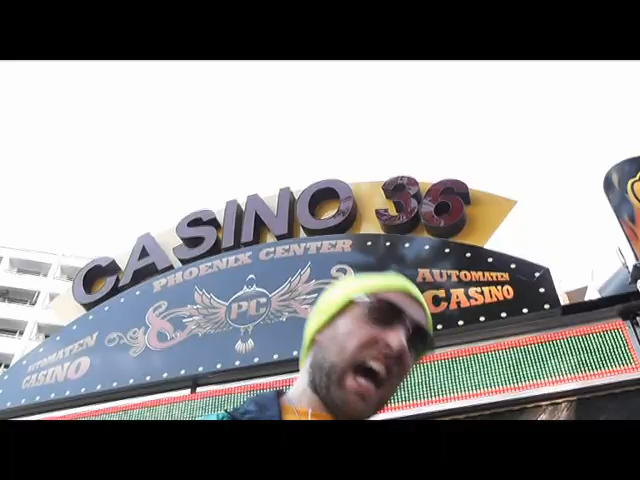 CASINO 36
PHOENIX CENTER
PC
AUTOMATEN
CASINO
AUTOMATEN
CASINO